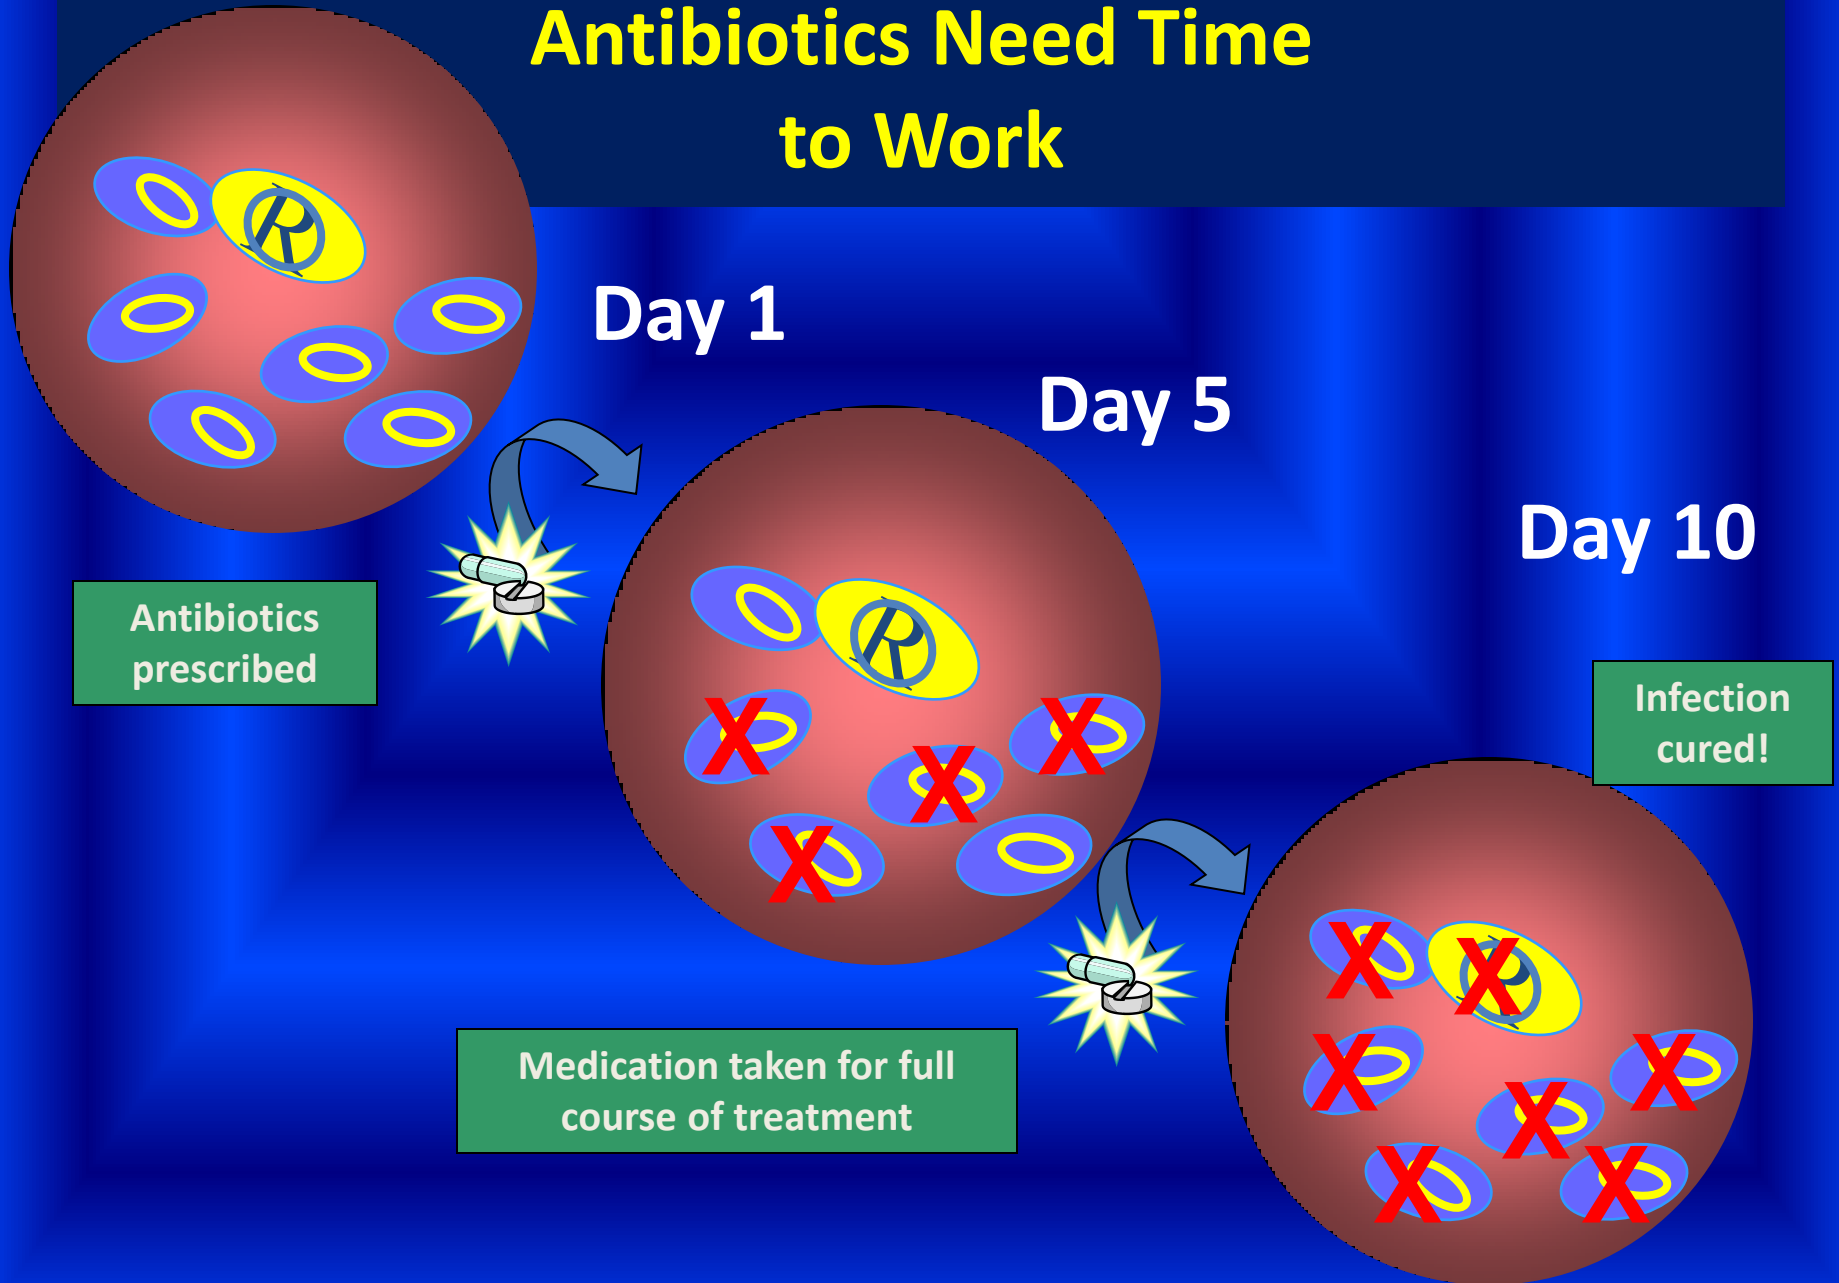 Antibiotics Need Time
to Work
R
Day 1
Day 5
Day 10
Antibiotics
prescribed
R
X
X
X
X
Infection
cured!
Medication taken for full
course of treatment
X
X
R
X
X
X
X
X